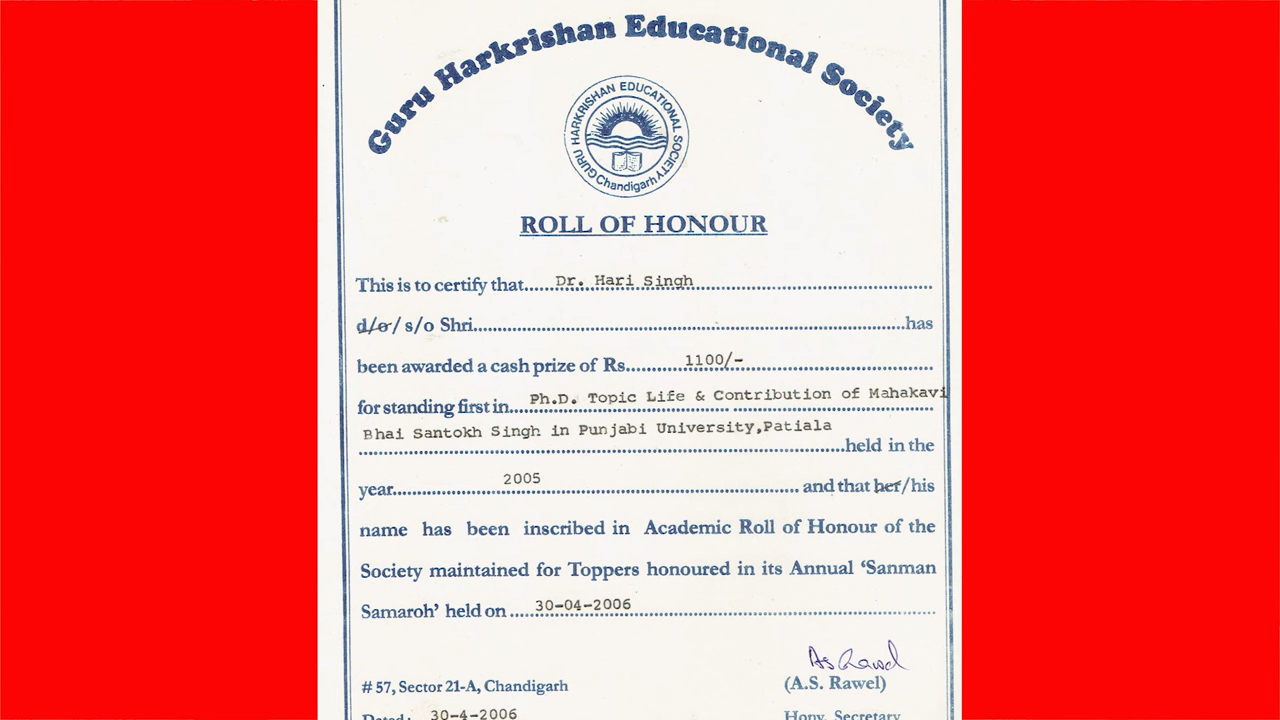 Guru Harkrishan Educational Society
GURU HARKRISHAN EDUCATIONAL SOCIETY
Chandigarh
ROLL OF HONOUR
This is to certify that......Dr. Hari Singh......
d/o / s/o Shri......has
been awarded a cash prize of Rs......1100/-......
for standing first in......Ph.D. Topic Life & Contribution of Mahakavi
Bhai Santokh Singh in Punjabi University,Patiala
......held in the
year......2005...... and that her/his
name has been inscribed in Academic Roll of Honour of the
Society maintained for Toppers honoured in its Annual ‘Sanman
Samaroh’ held on ......30-04-2006......
As Rawel
# 57, Sector 21-A, Chandigarh (A.S. Rawel)
Dated: 30-4-2006 Hony. Secretary